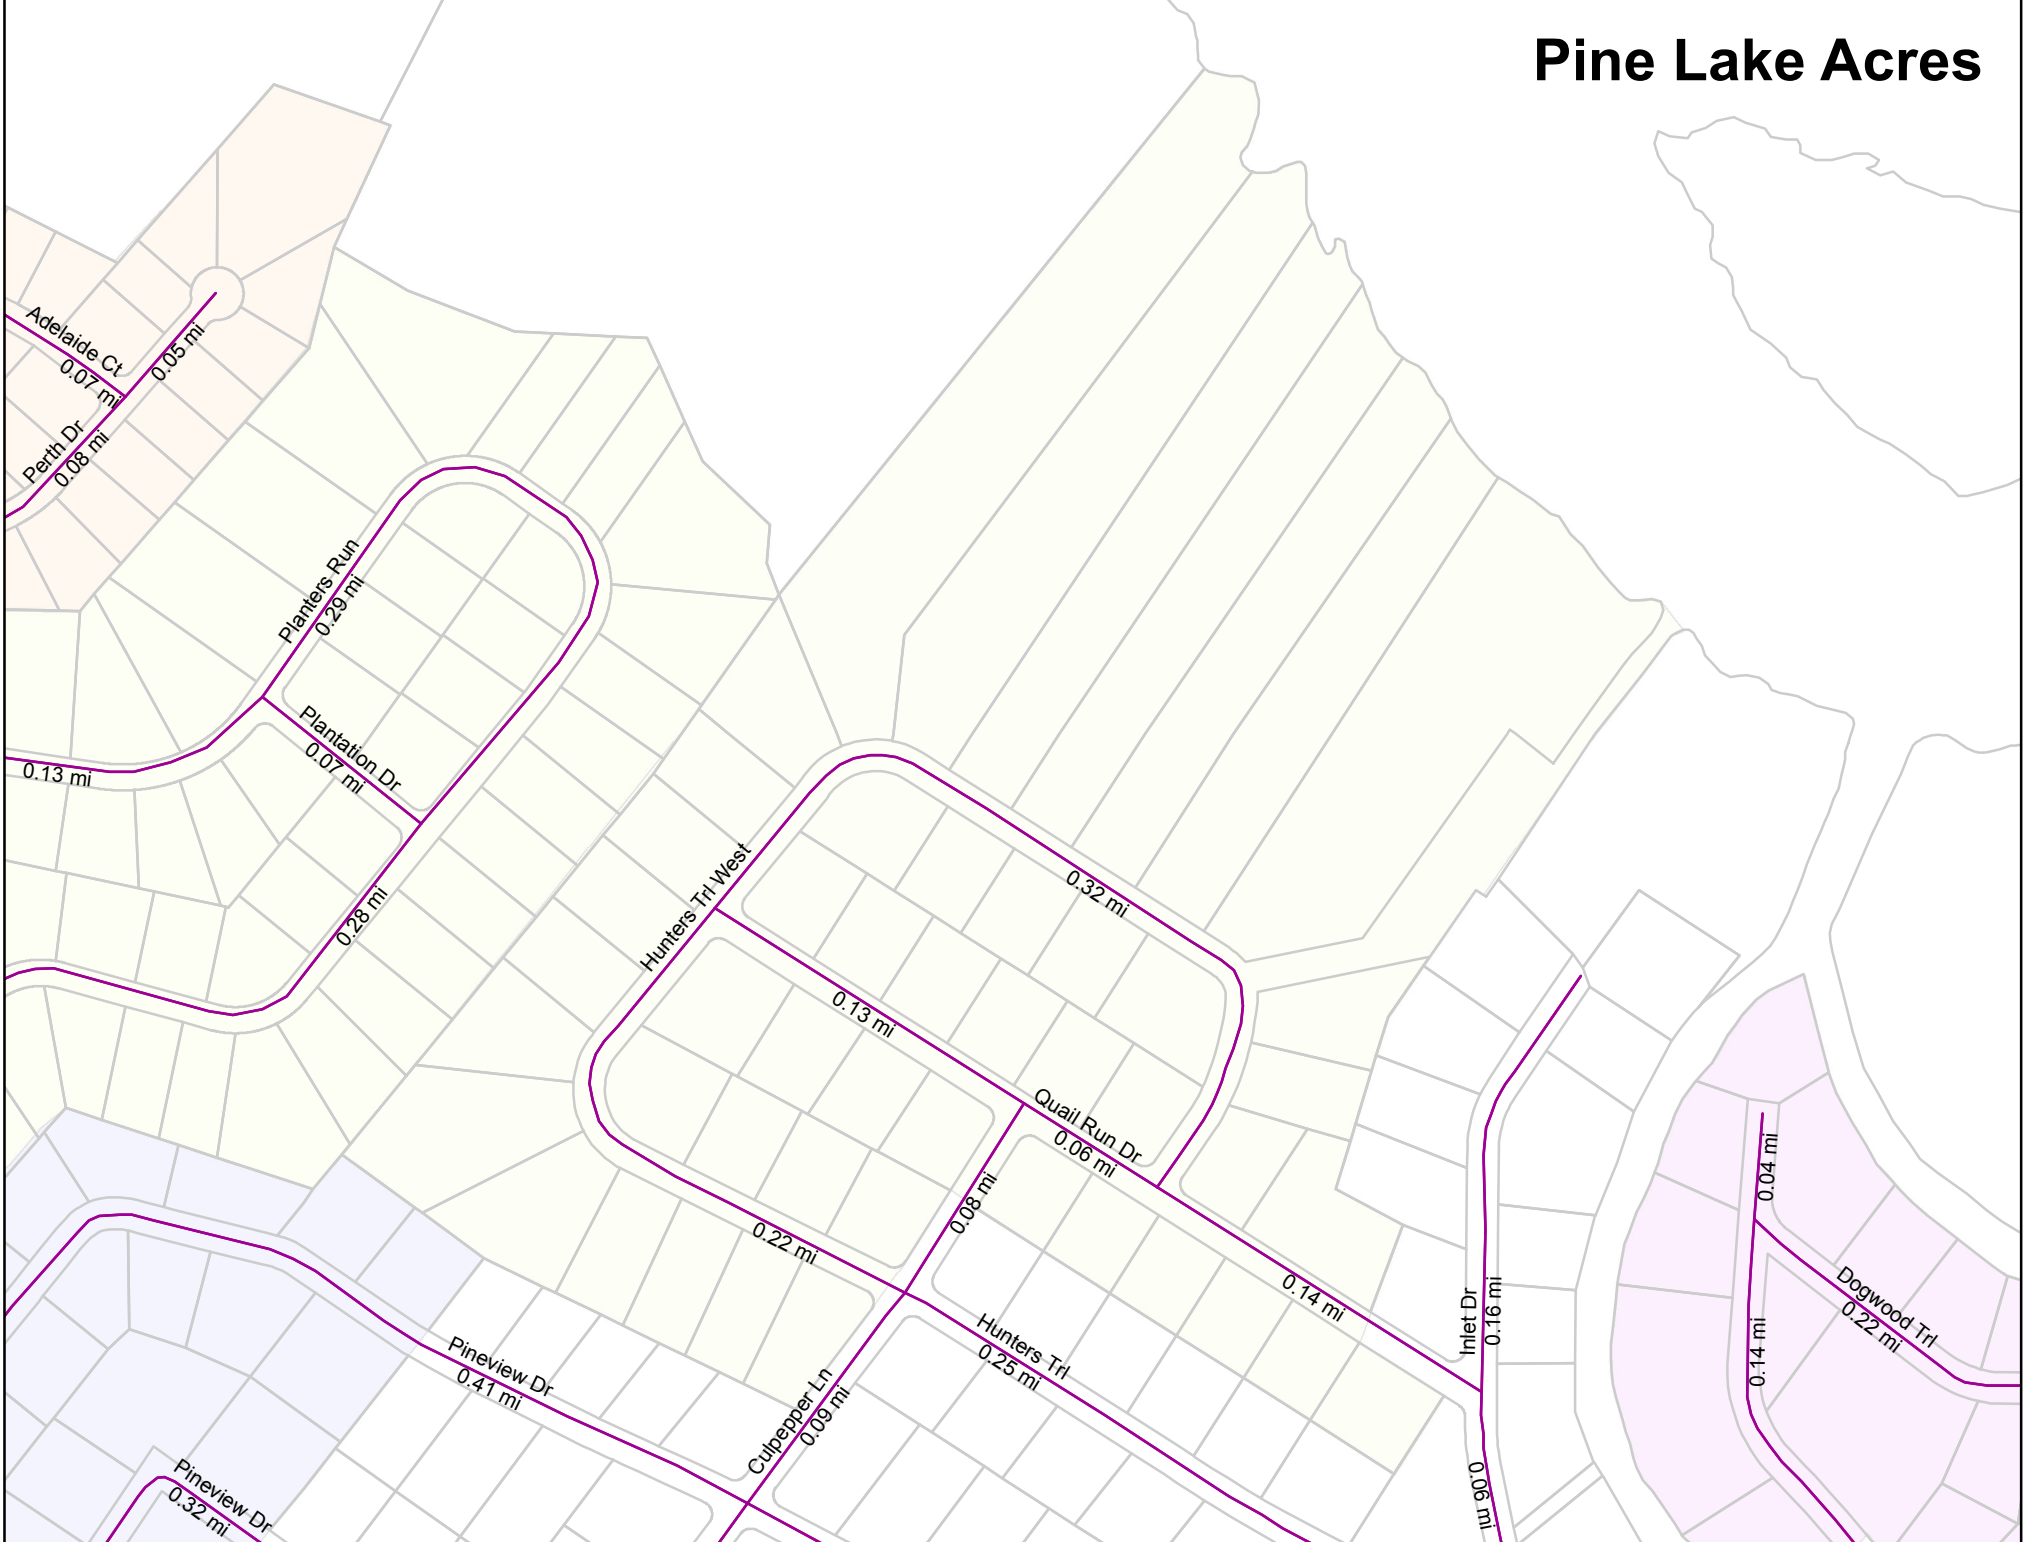 Pine Lake Acres
Adelaide Ct
0.07 mi
0.05 mi
Perth Dr
0.08 mi
Planters Run
0.29 mi
Plantation Dr
0.07 mi
0.13 mi
0.28 mi
Hunters Trl West
0.32 mi
0.13 mi
Quail Run Dr
0.06 mi
0.08 mi
0.22 mi
0.14 mi
Hunters Trl
0.25 mi
Inlet Dr
0.16 mi
0.04 mi
Dogwood Trl
0.22 mi
0.14 mi
Pineview Dr
0.41 mi
Culpepper Ln
0.09 mi
Pineview Dr
0.32 mi
0.06 mi